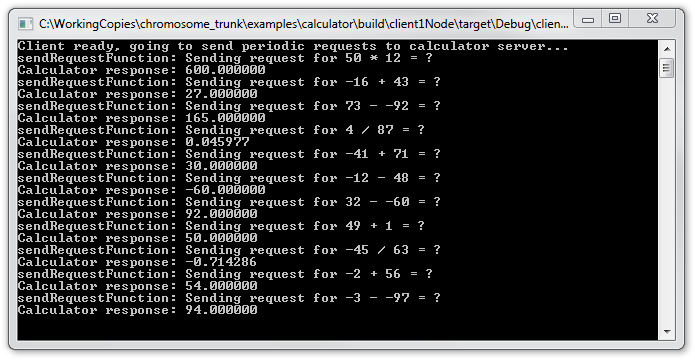 C:\WorkingCopies\chromosome_trunk\examples\calculator\build\client1Node\target\Debug\clien...
Client ready, going to send periodic requests to calculator server...
sendRequestFunction: Sending request for 50 * 12 = ?
Calculator response: 600.000000
sendRequestFunction: Sending request for -16 + 43 = ?
Calculator response: 27.000000
sendRequestFunction: Sending request for 73 - -92 = ?
Calculator response: 165.000000
sendRequestFunction: Sending request for 4 / 87 = ?
Calculator response: 0.045977
sendRequestFunction: Sending request for -41 + 71 = ?
Calculator response: 30.000000
sendRequestFunction: Sending request for -12 - 48 = ?
Calculator response: -60.000000
sendRequestFunction: Sending request for 32 - -60 = ?
Calculator response: 92.000000
sendRequestFunction: Sending request for 49 + 1 = ?
Calculator response: 50.000000
sendRequestFunction: Sending request for -45 / 63 = ?
Calculator response: -0.714286
sendRequestFunction: Sending request for -2 + 56 = ?
Calculator response: 54.000000
sendRequestFunction: Sending request for -3 - -97 = ?
Calculator response: 94.000000